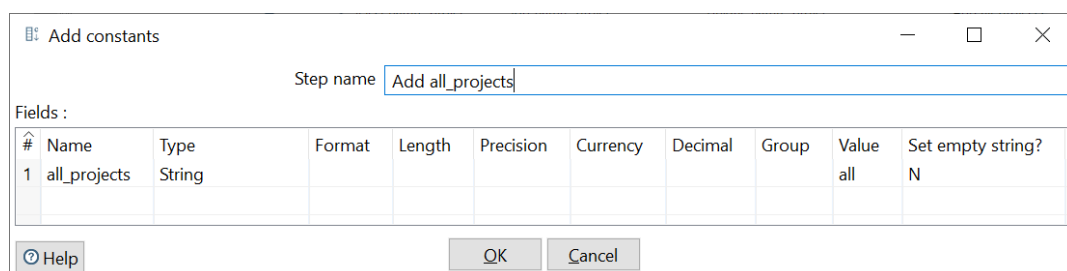 Add constants
Step name Add all_projects
Fields :
# Name Type Format Length Precision Currency Decimal Group Value Set empty string?
1 all_projects String all N
Help OK Cancel